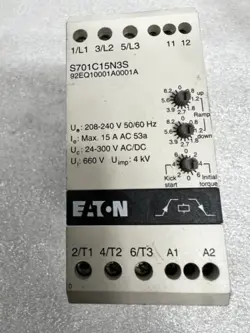 1/L1 3/L2 5/L3 11 12
S701C15N3S
92EQ10001A0001A
up
Ramp
down
Ue: 208-240 V 50/60 Hz
Ie: Max. 15 A AC 53a
Uc: 24-300 V AC/DC
Ui: 660 V Uimp: 4 kV
Kick start
Initial torque
EATON
2/T1 4/T2 6/T3 A1 A2